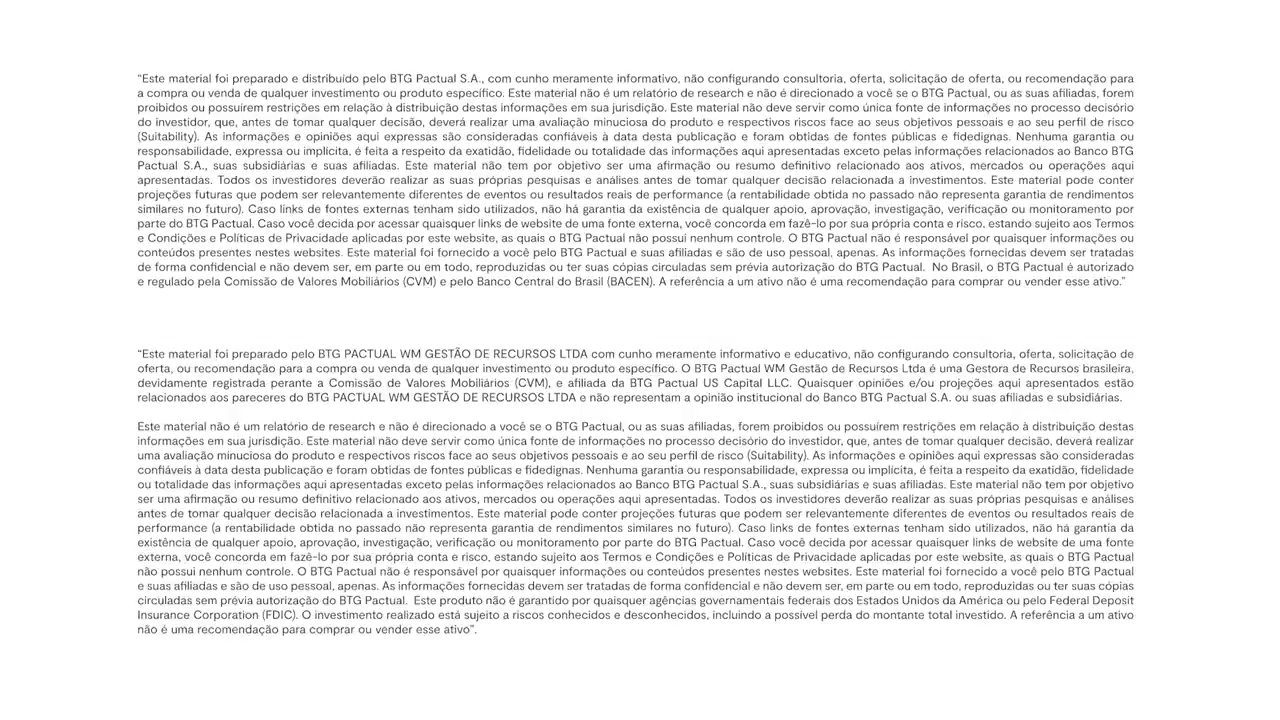 “Este material foi preparado e distribuído pelo BTG Pactual S.A., com cunho meramente informativo, não configurando consultoria, oferta, solicitação de oferta, ou recomendação para
a compra ou venda de qualquer investimento ou produto específico. Este material não é um relatório de research e não é direcionado a você se o BTG Pactual, ou as suas afiliadas, forem
proibidos ou possuírem restrições em relação à distribuição destas informações em sua jurisdição. Este material não deve servir como única fonte de informações no processo decisório
do investidor, que, antes de tomar qualquer decisão, deverá realizar uma avaliação minuciosa do produto e respectivos riscos face ao seus objetivos pessoais e ao seu perfil de risco
(Suitability). As informações e opiniões aqui expressas são consideradas confiáveis à data desta publicação e foram obtidas de fontes públicas e fidedignas. Nenhuma garantia ou
responsabilidade, expressa ou implícita, é feita a respeito da exatidão, fidelidade ou totalidade das informações aqui apresentadas exceto pelas informações relacionados ao Banco BTG
Pactual S.A., suas subsidiárias e suas afiliadas. Este material não tem por objetivo ser uma afirmação ou resumo definitivo relacionado aos ativos, mercados ou operações aqui
apresentadas. Todos os investidores deverão realizar as suas próprias pesquisas e análises antes de tomar qualquer decisão relacionada a investimentos. Este material pode conter
projeções futuras que podem ser relevantemente diferentes de eventos ou resultados reais de performance (a rentabilidade obtida no passado não representa garantia de rendimentos
similares no futuro). Caso links de fontes externas tenham sido utilizados, não há garantia da existência de qualquer apoio, aprovação, investigação, verificação ou monitoramento por
parte do BTG Pactual. Caso você decida por acessar quaisquer links de website de uma fonte externa, você concorda em fazê-lo por sua própria conta e risco, estando sujeito aos Termos
e Condições e Políticas de Privacidade aplicadas por este website, as quais o BTG Pactual não possui nenhum controle. O BTG Pactual não é responsável por quaisquer informações ou
conteúdos presentes nestes websites. Este material foi fornecido a você pelo BTG Pactual e suas afiliadas e são de uso pessoal, apenas. As informações fornecidas devem ser tratadas
de forma confidencial e não devem ser, em parte ou em todo, reproduzidas ou ter suas cópias circuladas sem prévia autorização do BTG Pactual.  No Brasil, o BTG Pactual é autorizado
e regulado pela Comissão de Valores Mobiliários (CVM) e pelo Banco Central do Brasil (BACEN). A referência a um ativo não é uma recomendação para comprar ou vender esse ativo.”
“Este material foi preparado pelo BTG PACTUAL WM GESTÃO DE RECURSOS LTDA com cunho meramente informativo e educativo, não configurando consultoria, oferta, solicitação de
oferta, ou recomendação para a compra ou venda de qualquer investimento ou produto específico. O BTG Pactual WM Gestão de Recursos Ltda é uma Gestora de Recursos brasileira,
devidamente registrada perante a Comissão de Valores Mobiliários (CVM), e afiliada da BTG Pactual US Capital LLC. Quaisquer opiniões e/ou projeções aqui apresentados estão
relacionados aos pareceres do BTG PACTUAL WM GESTÃO DE RECURSOS LTDA e não representam a opinião institucional do Banco BTG Pactual S.A. ou suas afiliadas e subsidiárias.
Este material não é um relatório de research e não é direcionado a você se o BTG Pactual, ou as suas afiliadas, forem proibidos ou possuírem restrições em relação à distribuição destas
informações em sua jurisdição. Este material não deve servir como única fonte de informações no processo decisório do investidor, que, antes de tomar qualquer decisão, deverá realizar
uma avaliação minuciosa do produto e respectivos riscos face ao seus objetivos pessoais e ao seu perfil de risco (Suitability). As informações e opiniões aqui expressas são consideradas
confiáveis à data desta publicação e foram obtidas de fontes públicas e fidedignas. Nenhuma garantia ou responsabilidade, expressa ou implícita, é feita a respeito da exatidão, fidelidade
ou totalidade das informações aqui apresentadas exceto pelas informações relacionados ao Banco BTG Pactual S.A., suas subsidiárias e suas afiliadas. Este material não tem por objetivo
ser uma afirmação ou resumo definitivo relacionado aos ativos, mercados ou operações aqui apresentadas. Todos os investidores deverão realizar as suas próprias pesquisas e análises
antes de tomar qualquer decisão relacionada a investimentos. Este material pode conter projeções futuras que podem ser relevantemente diferentes de eventos ou resultados reais de
performance (a rentabilidade obtida no passado não representa garantia de rendimentos similares no futuro). Caso links de fontes externas tenham sido utilizados, não há garantia da
existência de qualquer apoio, aprovação, investigação, verificação ou monitoramento por parte do BTG Pactual. Caso você decida por acessar quaisquer links de website de uma fonte
externa, você concorda em fazê-lo por sua própria conta e risco, estando sujeito aos Termos e Condições e Políticas de Privacidade aplicadas por este website, as quais o BTG Pactual
não possui nenhum controle. O BTG Pactual não é responsável por quaisquer informações ou conteúdos presentes nestes websites. Este material foi fornecido a você pelo BTG Pactual
e suas afiliadas e são de uso pessoal, apenas. As informações fornecidas devem ser tratadas de forma confidencial e não devem ser, em parte ou em todo, reproduzidas ou ter suas cópias
circuladas sem prévia autorização do BTG Pactual.  Este produto não é garantido por quaisquer agências governamentais federais dos Estados Unidos da América ou pelo Federal Deposit
Insurance Corporation (FDIC). O investimento realizado está sujeito a riscos conhecidos e desconhecidos, incluindo a possível perda do montante total investido. A referência a um ativo
não é uma recomendação para comprar ou vender esse ativo”.